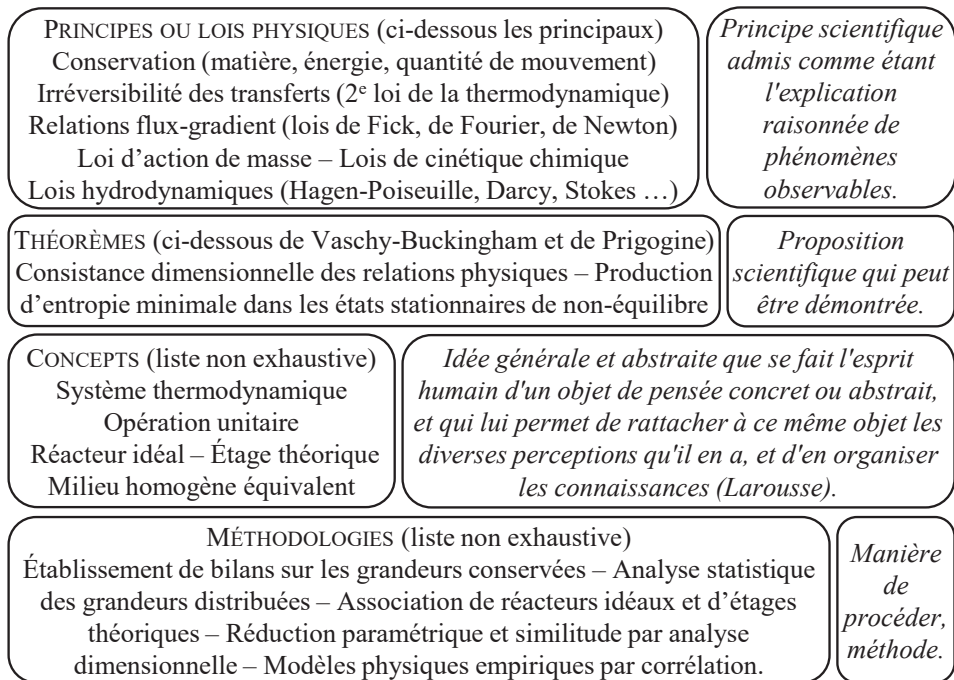 PRINCIPES OU LOIS PHYSIQUES (ci-dessous les principaux)
Conservation (matière, énergie, quantité de mouvement)
Irréversibilité des transferts (2e loi de la thermodynamique)
Relations flux-gradient (lois de Fick, de Fourier, de Newton)
Loi d’action de masse – Lois de cinétique chimique
Lois hydrodynamiques (Hagen-Poiseuille, Darcy, Stokes …)
Principe scientifique
admis comme étant
l'explication
raisonnée de
phénomènes
observables.
THÉORÈMES (ci-dessous de Vaschy-Buckingham et de Prigogine)
Consistance dimensionnelle des relations physiques – Production
d’entropie minimale dans les états stationnaires de non-équilibre
Proposition
scientifique qui peut
être démontrée.
CONCEPTS (liste non exhaustive)
Système thermodynamique
Opération unitaire
Réacteur idéal – Étage théorique
Milieu homogène équivalent
Idée générale et abstraite que se fait l'esprit
humain d'un objet de pensée concret ou abstrait,
et qui lui permet de rattacher à ce même objet les
diverses perceptions qu'il en a, et d'en organiser
les connaissances (Larousse).
MÉTHODOLOGIES (liste non exhaustive)
Établissement de bilans sur les grandeurs conservées – Analyse statistique
des grandeurs distribuées – Association de réacteurs idéaux et d’étages
théoriques – Réduction paramétrique et similitude par analyse
dimensionnelle – Modèles physiques empiriques par corrélation.
Manière
de
procéder,
méthode.